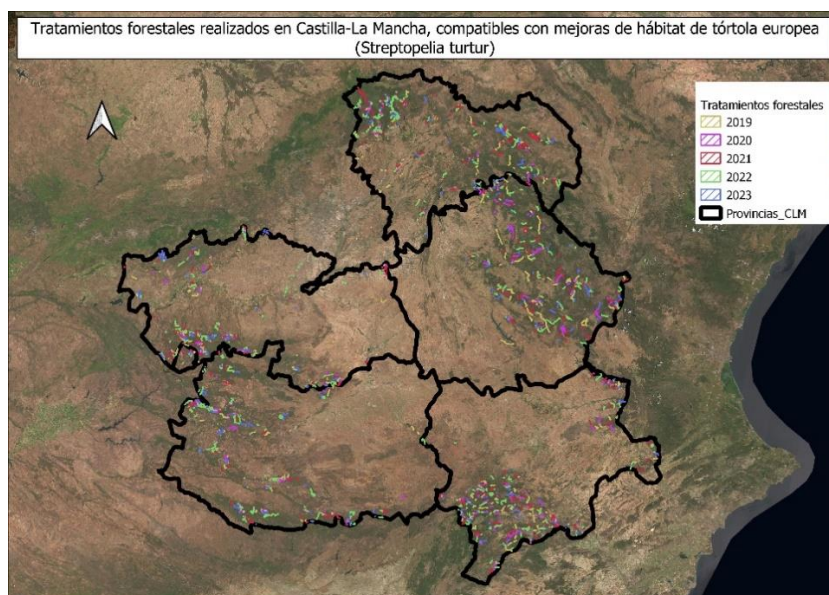 Tratamientos forestales realizados en Castilla-La Mancha, compatibles con mejoras de hábitat de tórtola europea
(Streptopelia turtur)
Tratamientos forestales
2019
2020
2021
2022
2023
Provincias_CLM